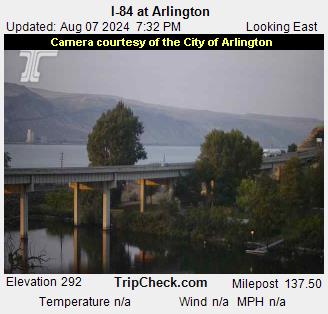 I-84 at Arlington
Updated: Aug 07 2024 7:32 PM Looking East
Camera courtesy of the City of Arlington
Elevation 292 TripCheck.com Milepost 137.50
Temperature n/a Wind n/a MPH n/a